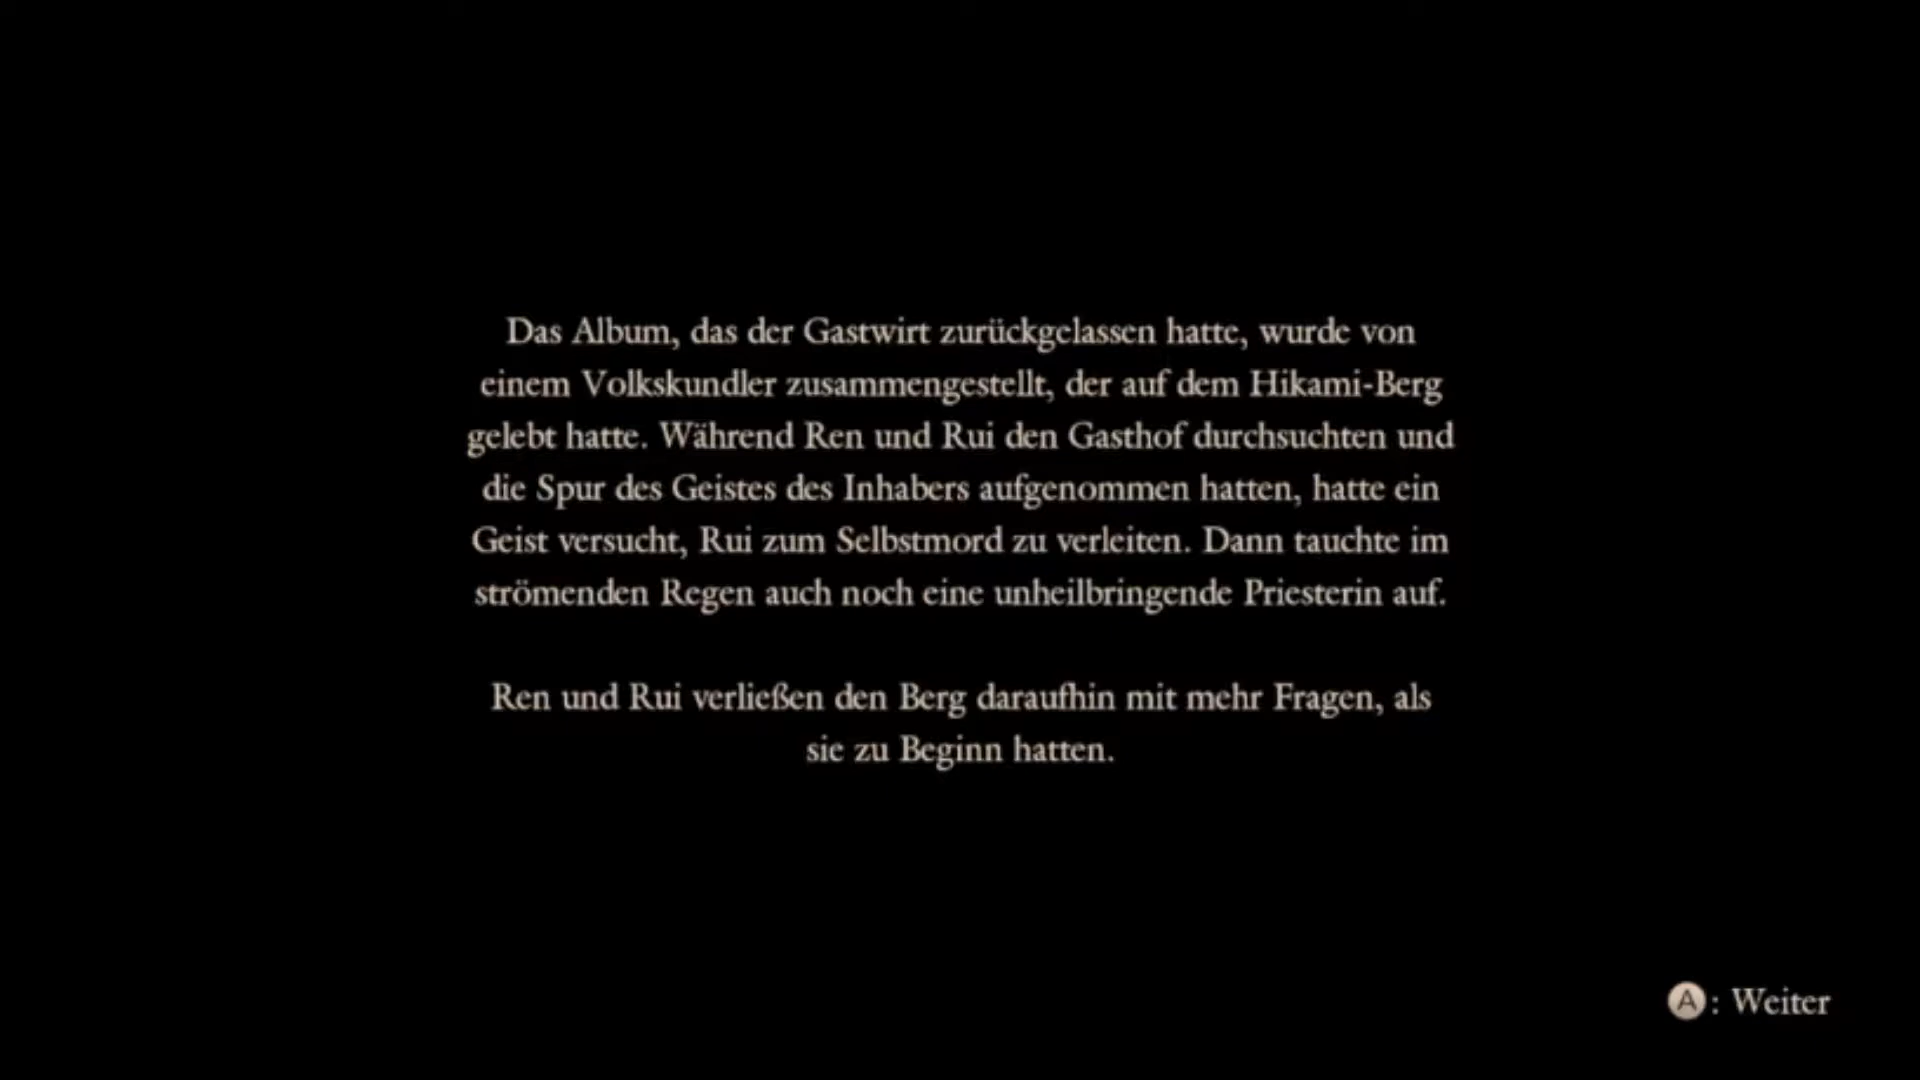 Das Album, das der Gastwirt zurückgelassen hatte, wurde von
einem Volkskundler zusammengestellt, der auf dem Hikami-Berg
gelebt hatte. Während Ren und Rui den Gasthof durchsuchten und
die Spur des Geistes des Inhabers aufgenommen hatten, hatte ein
Geist versucht, Rui zum Selbstmord zu verleiten. Dann tauchte im
strömenden Regen auch noch eine unheilbringende Priesterin auf.
Ren und Rui verließen den Berg daraufhin mit mehr Fragen, als
sie zu Beginn hatten.
A: Weiter